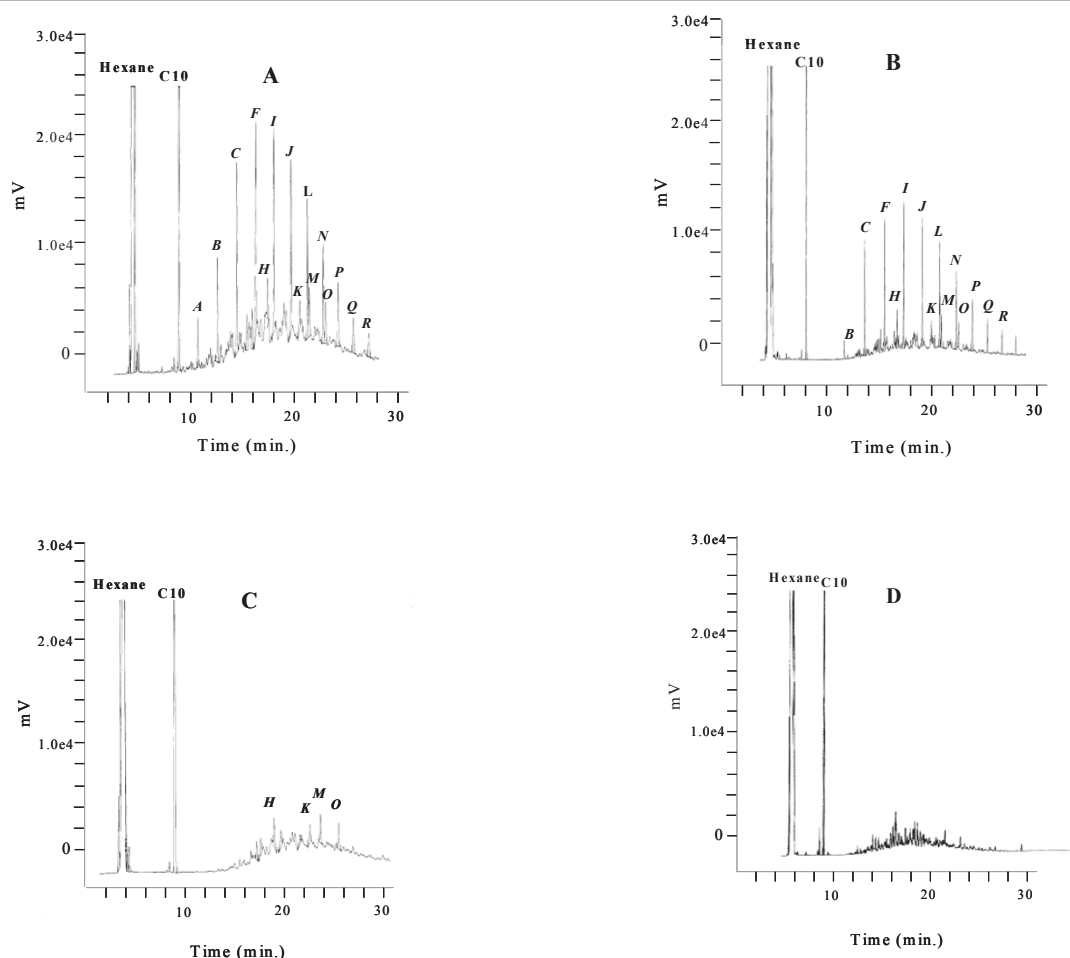 3.0e4
Hexane
C10
A
F
I
2.0e4
C
J
mV
L
1.0e4
B
N
H
M
P
K
O
A
Q
R
0
10
20
30
Time (min.)
3.0e4
Hexane
C10
B
2.0e4
mV
I
F
J
C
1.0e4
L
N
H
P
M
K
O
Q
R
B
0
10
20
30
Time (min.)
3.0e4
Hexane
C10
C
2.0e4
mV
1.0e4
H
M
K
O
0
10
20
30
Time (min.)
3.0e4
Hexane
C10
D
2.0e4
mV
1.0e4
0
10
20
30
Time (min.)